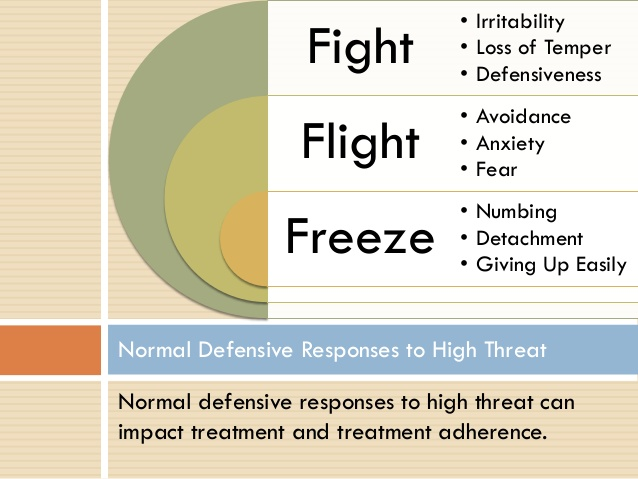 Fight
• Irritability
• Loss of Temper
• Defensiveness
Flight
• Avoidance
• Anxiety
• Fear
Freeze
• Numbing
• Detachment
• Giving Up Easily
Normal Defensive Responses to High Threat
Normal defensive responses to high threat can
impact treatment and treatment adherence.